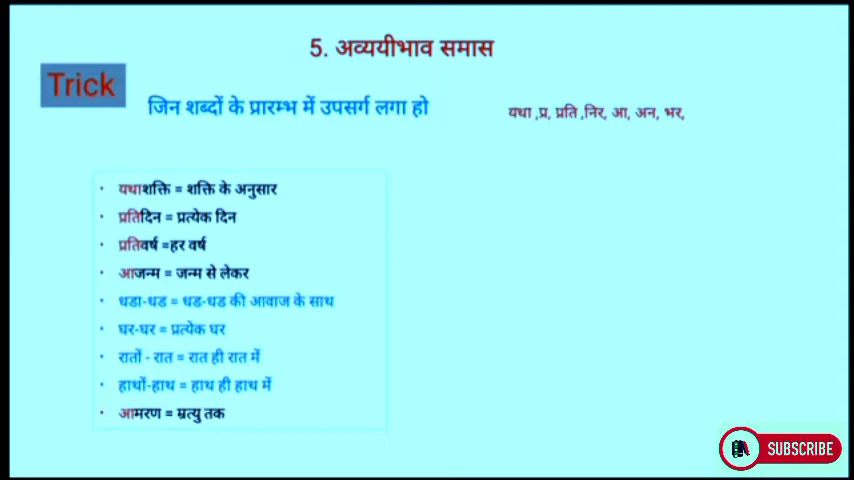 5. अव्ययीभाव समास
Trick
जिन शब्दों के प्रारम्भ में उपसर्ग लगा हो
यथा ,प्र, प्रति ,निर, आ, अन, भर,
• यथाशक्ति = शक्ति के अनुसार
• प्रतिदिन = प्रत्येक दिन
• प्रतिवर्ष =हर वर्ष
• आजन्म = जन्म से लेकर
• धडा-धड = धड-धड की आवाज के साथ
• घर-घर = प्रत्येक घर
• रातों - रात = रात ही रात में
• हाथों-हाथ = हाथ ही हाथ में
• आमरण = म्रत्यु तक
SUBSCRIBE